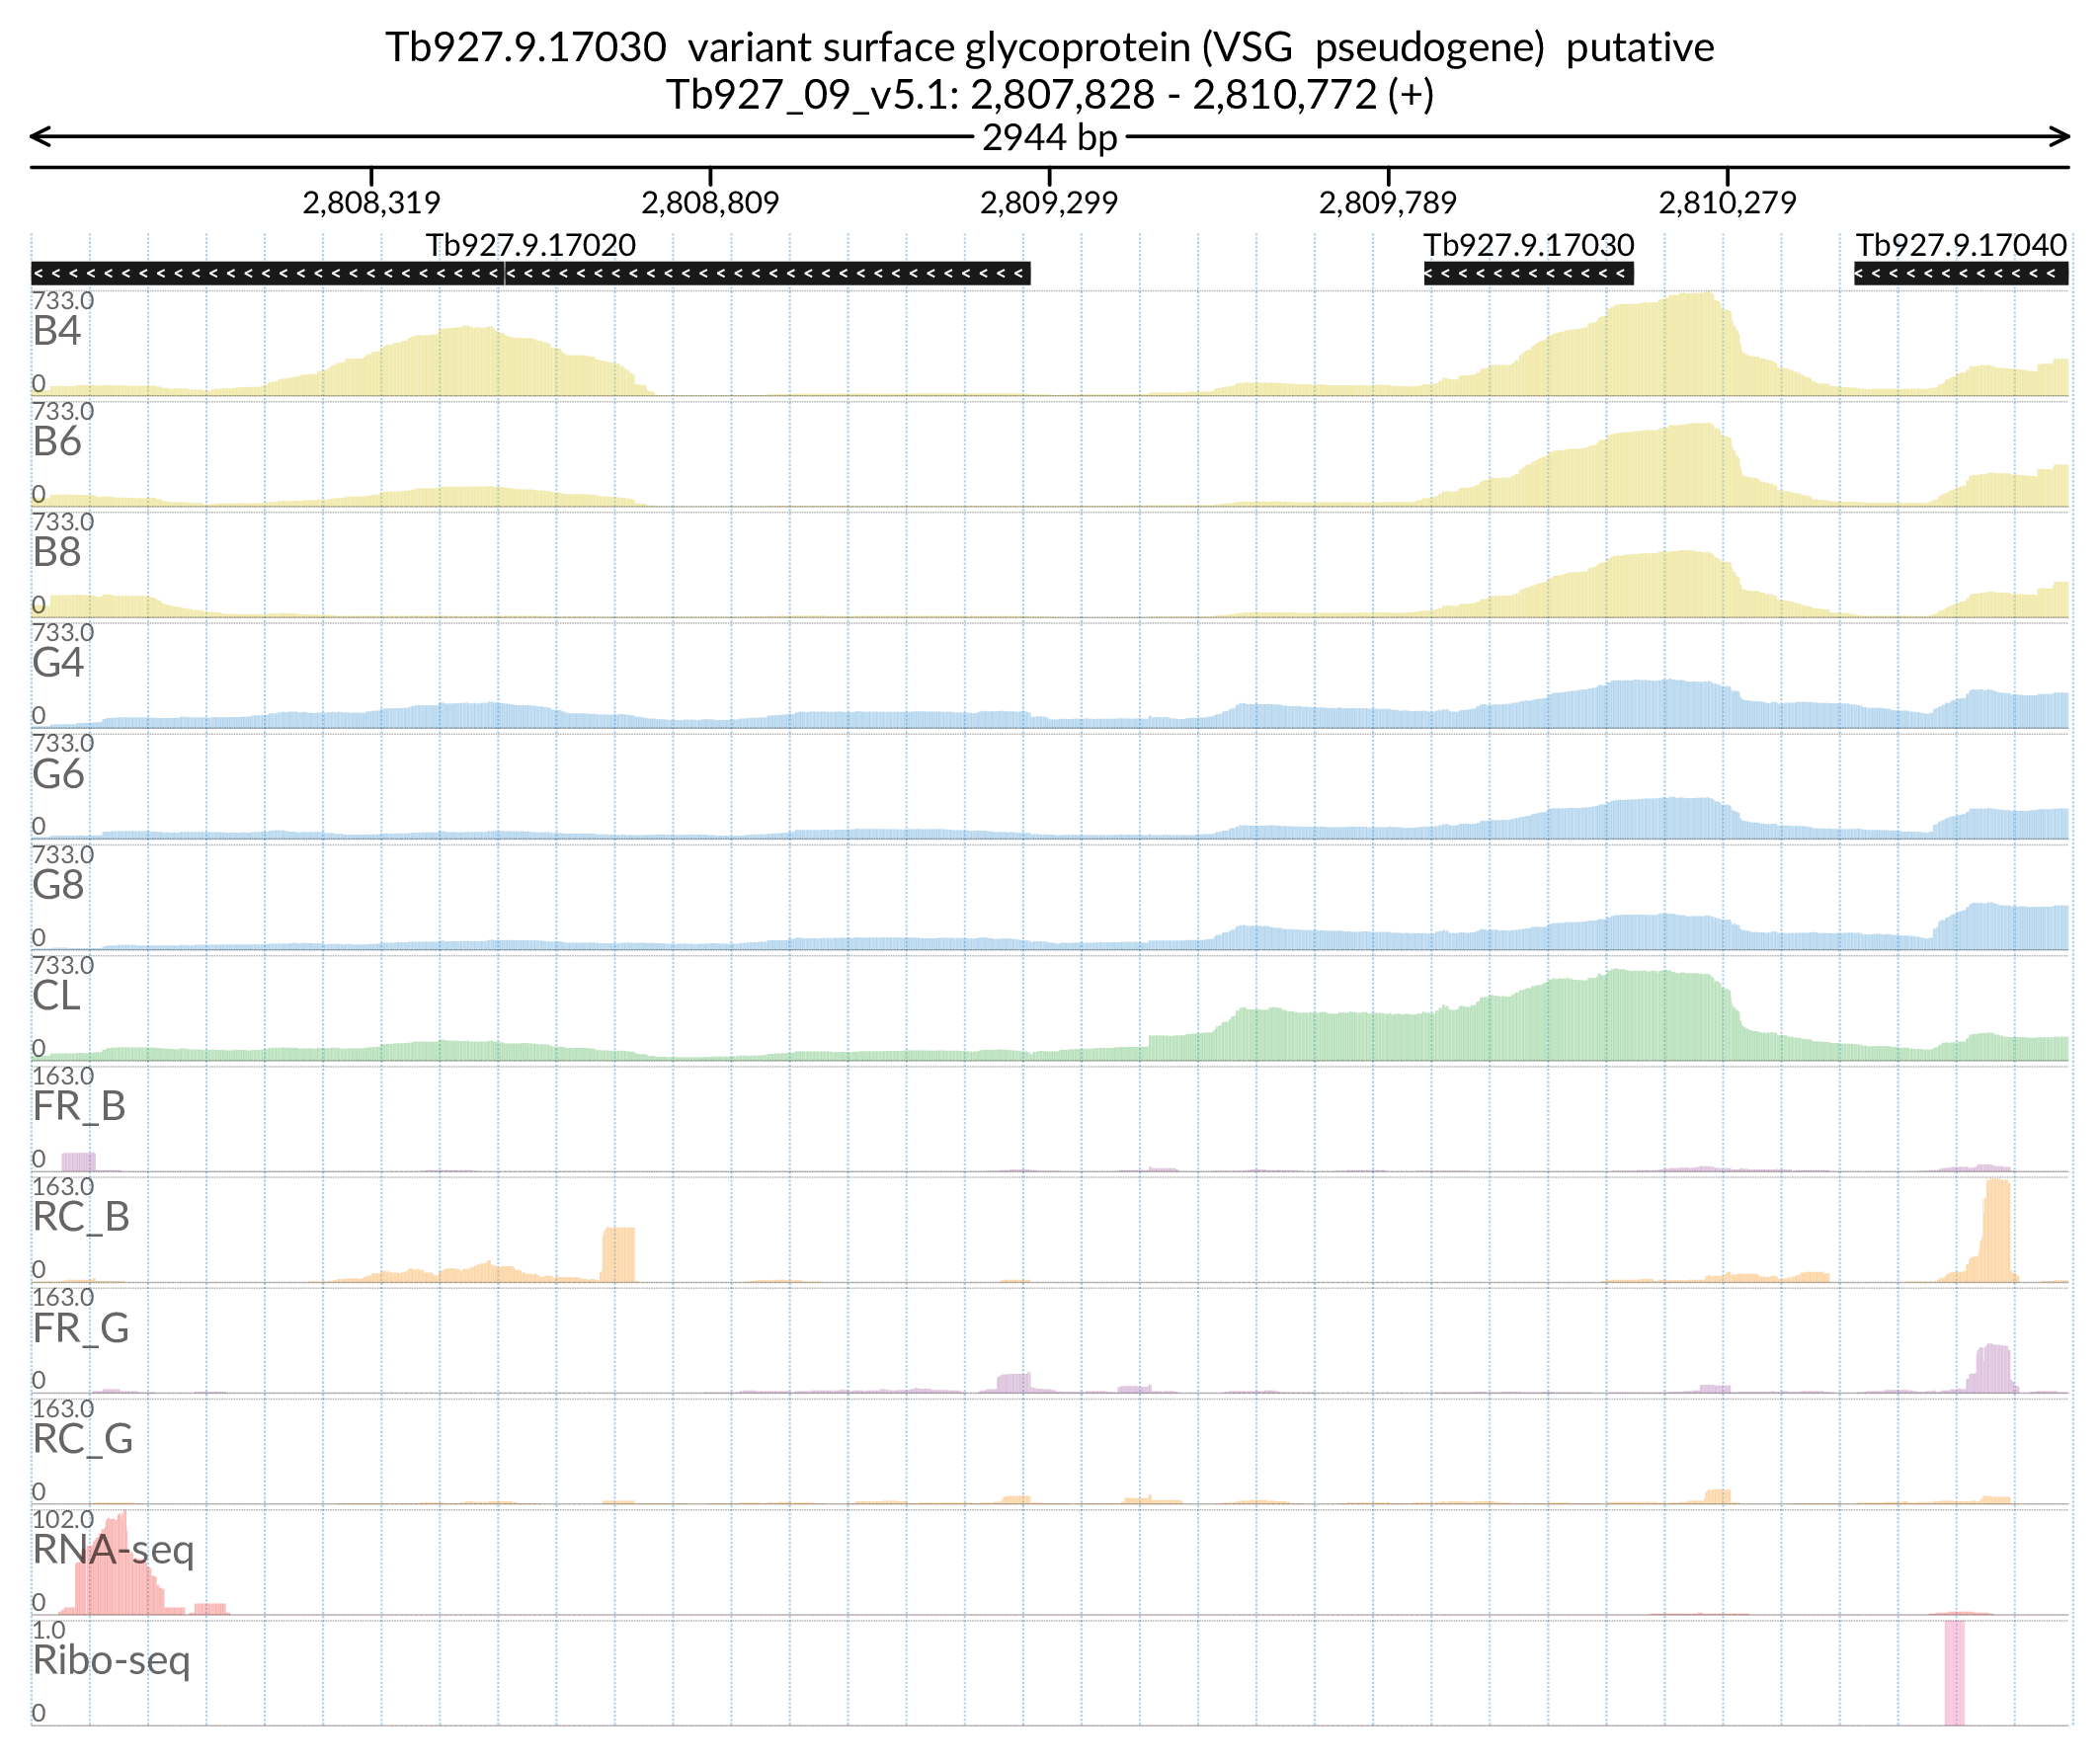 Tb927.9.17030 variant surface glycoprotein (VSG pseudogene) putative
Tb927_09_v5.1: 2,807,828 - 2,810,772 (+)
2944 bp
2,808,319 2,808,809 2,809,299 2,809,789 2,810,279
Tb927.9.17020 Tb927.9.17030 Tb927.9.17040
733.0
B4
0
733.0
B6
0
733.0
B8
0
733.0
G4
0
733.0
G6
0
733.0
G8
0
733.0
CL
0
163.0
FR_B
0
163.0
RC_B
0
163.0
FR_G
0
163.0
RC_G
0
102.0
RNA-seq
0
1.0
Ribo-seq
0